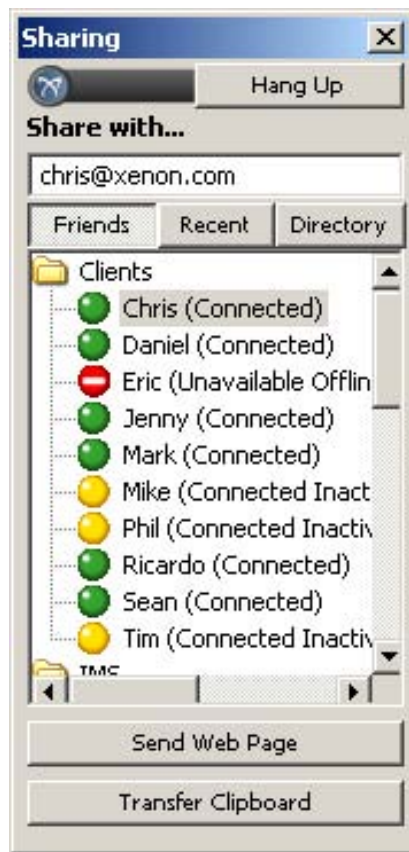 Sharing
Hang Up
Share with...
chris@xenon.com
Friends Recent Directory
Clients
Chris (Connected)
Daniel (Connected)
Eric (Unavailable Offlin
Jenny (Connected)
Mark (Connected)
Mike (Connected Inact
Phil (Connected Inactiv
Ricardo (Connected)
Sean (Connected)
Tim (Connected Inactiv
Send Web Page
Transfer Clipboard